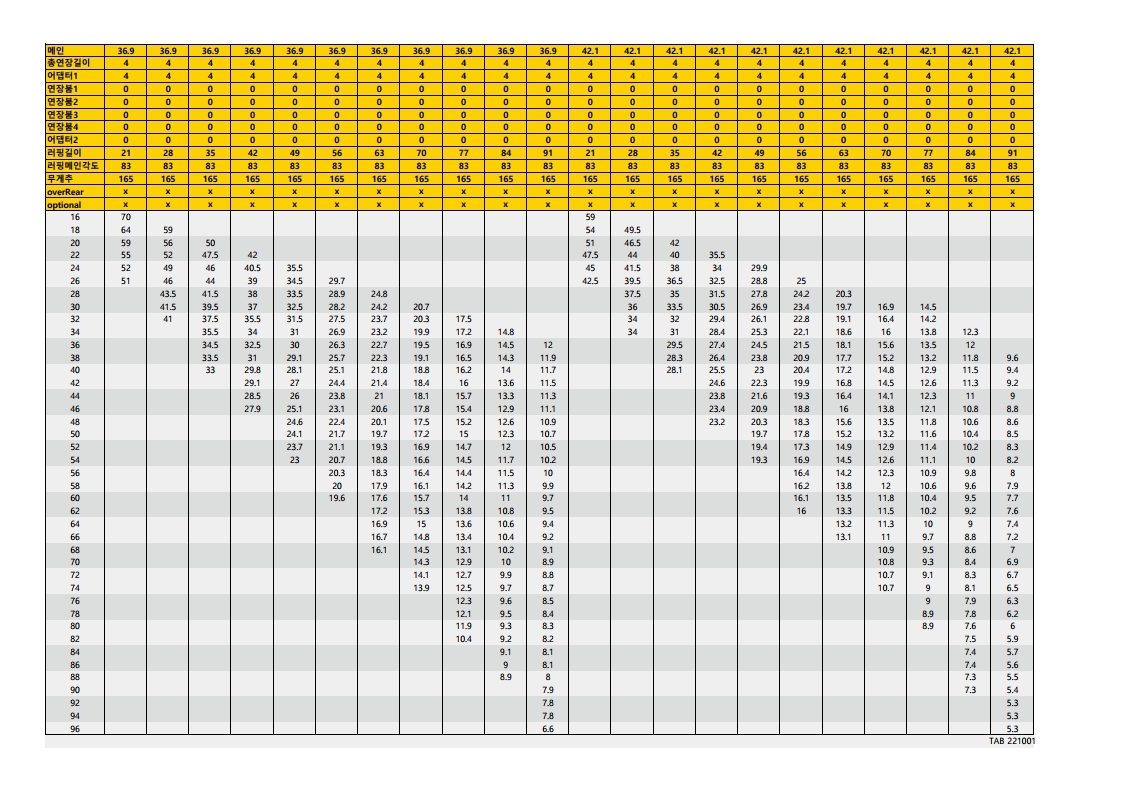 메인 36.9 36.9 36.9 36.9 36.9 36.9 36.9 36.9 36.9 36.9 36.9 42.1 42.1 42.1 42.1 42.1 42.1 42.1 42.1 42.1 42.1 42.1
총연장길이 4 4 4 4 4 4 4 4 4 4 4 4 4 4 4 4 4 4 4 4 4 4
어댑터1 4 4 4 4 4 4 4 4 4 4 4 4 4 4 4 4 4 4 4 4 4 4
연장붐1 0 0 0 0 0 0 0 0 0 0 0 0 0 0 0 0 0 0 0 0 0 0
연장붐2 0 0 0 0 0 0 0 0 0 0 0 0 0 0 0 0 0 0 0 0 0 0
연장붐3 0 0 0 0 0 0 0 0 0 0 0 0 0 0 0 0 0 0 0 0 0 0
연장붐4 0 0 0 0 0 0 0 0 0 0 0 0 0 0 0 0 0 0 0 0 0 0
어댑터2 0 0 0 0 0 0 0 0 0 0 0 0 0 0 0 0 0 0 0 0 0 0
러핑길이 21 28 35 42 49 56 63 70 77 84 91 21 28 35 42 49 56 63 70 77 84 91
러핑메인각도 83 83 83 83 83 83 83 83 83 83 83 83 83 83 83 83 83 83 83 83 83 83
무게추 165 165 165 165 165 165 165 165 165 165 165 165 165 165 165 165 165 165 165 165 165 165
overRear x x x x x x x x x x x x x x x x x x x x x x
optional x x x x x x x x x x x x x x x x x x x x x x
16 70 59
18 64 59 54 49.5
20 59 56 50 51 46.5 42
22 55 52 47.5 42 47.5 44 40 35.5
24 52 49 46 40.5 35.5 45 41.5 38 34 29.9
26 51 46 44 39 34.5 29.7 42.5 39.5 36.5 32.5 28.8 25
28 43.5 41.5 38 33.5 28.9 24.8 37.5 35 31.5 27.8 24.2 20.3
30 41.5 39.5 37 32.5 28.2 24.2 20.7 36 33.5 30.5 26.9 23.4 19.7 16.9 14.5
32 41 37.5 35.5 31.5 27.5 23.7 20.3 17.5 34 32 29.4 26.1 22.8 19.1 16.4 14.2
34 35.5 34 31 26.9 23.2 19.9 17.2 14.8 34 31 28.4 25.3 22.1 18.6 16 13.8 12.3
36 34.5 32.5 30 26.3 22.7 19.5 16.9 14.5 12 29.5 27.4 24.5 21.5 18.1 15.6 13.5 12
38 33.5 31 29.1 25.7 22.3 19.1 16.5 14.3 11.9 28.3 26.4 23.8 20.9 17.7 15.2 13.2 11.8 9.6
40 33 29.8 28.1 25.1 21.8 18.8 16.2 14 11.7 28.1 25.5 23 20.4 17.2 14.8 12.9 11.5 9.4
42 29.1 27 24.4 21.4 18.4 16 13.6 11.5 24.6 22.3 19.9 16.8 14.5 12.6 11.3 9.2
44 28.5 26 23.8 21 18.1 15.7 13.3 11.3 23.8 21.6 19.3 16.4 14.1 12.3 11 9
46 27.9 25.1 23.1 20.6 17.8 15.4 12.9 11.1 23.4 20.9 18.8 16 13.8 12.1 10.8 8.8
48 24.6 22.4 20.1 17.5 15.2 12.6 10.9 23.2 20.3 18.3 15.6 13.5 11.8 10.6 8.6
50 24.1 21.7 19.7 17.2 15 12.3 10.7 19.7 17.8 15.2 13.2 11.6 10.4 8.5
52 23.7 21.1 19.3 16.9 14.7 12 10.5 19.4 17.3 14.9 12.9 11.4 10.2 8.3
54 23 20.7 18.8 16.6 14.5 11.7 10.2 19.3 16.9 14.5 12.6 11.1 10 8.2
56 20.3 18.3 16.4 14.4 11.5 10 16.4 14.2 12.3 10.9 9.8 8
58 20 17.9 16.1 14.2 11.3 9.9 16.2 13.8 12 10.6 9.6 7.9
60 19.6 17.6 15.7 14 11 9.7 16.1 13.5 11.8 10.4 9.5 7.7
62 17.2 15.3 13.8 10.8 9.5 16 13.3 11.5 10.2 9.2 7.6
64 16.9 15 13.6 10.6 9.4 13.2 11.3 10 9 7.4
66 16.7 14.8 13.4 10.4 9.2 13.1 11 9.7 8.8 7.2
68 16.1 14.5 13.1 10.2 9.1 10.9 9.5 8.6 7
70 14.3 12.9 10 8.9 10.8 9.3 8.4 6.9
72 14.1 12.7 9.9 8.8 10.7 9.1 8.3 6.7
74 13.9 12.5 9.7 8.7 10.7 9 8.1 6.5
76 12.3 9.6 8.5 9 7.9 6.3
78 12.1 9.5 8.4 8.9 7.8 6.2
80 11.9 9.3 8.3 8.9 7.6 6
82 10.4 9.2 8.2 7.5 5.9
84 9.1 8.1 7.4 5.7
86 9 8.1 7.4 5.6
88 8.9 8 7.3 5.5
90 7.9 7.3 5.4
92 7.8 5.3
94 7.8 5.3
96 6.6 5.3
TAB 221001